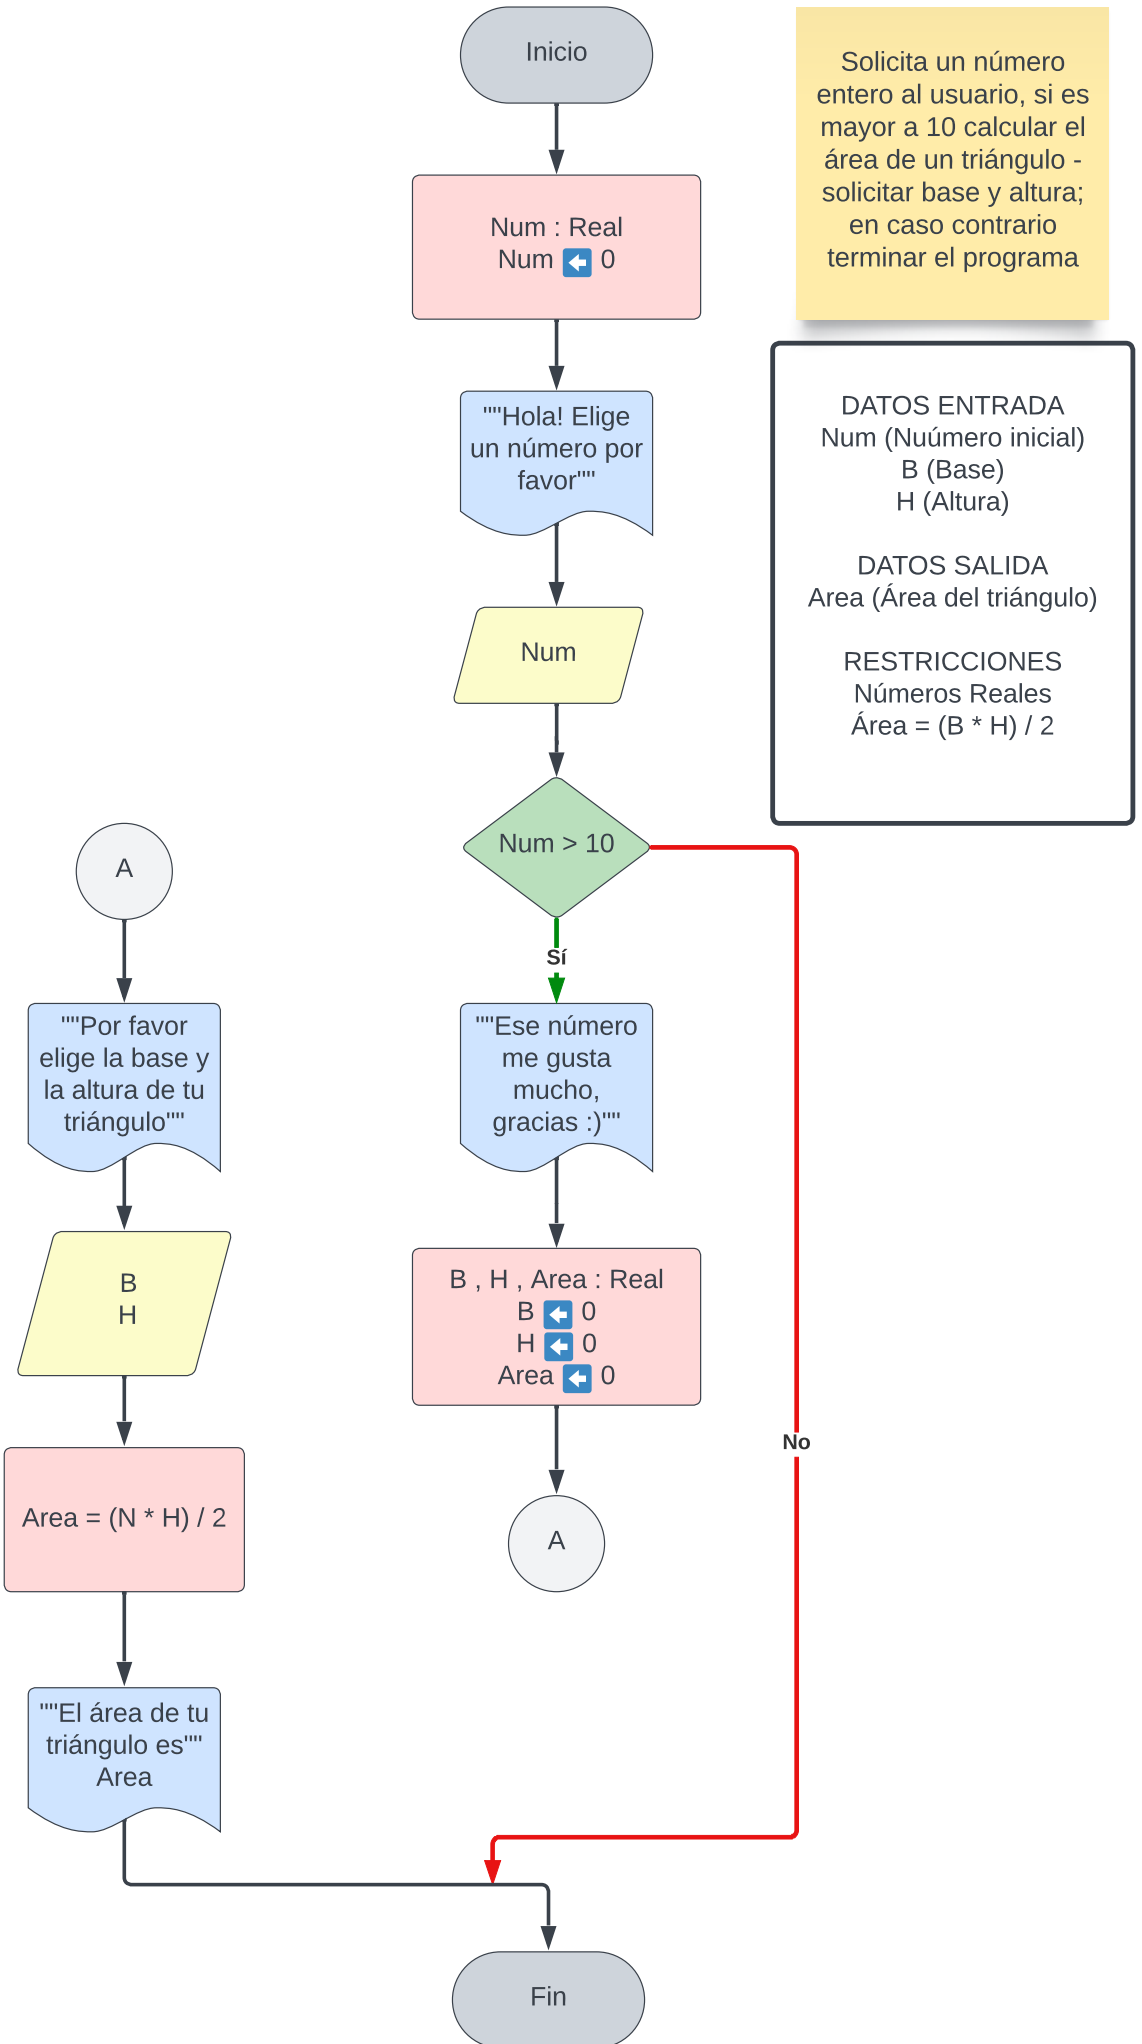 Inicio
Num : Real
Num ⬅️ 0
""Hola! Elige
un número por
favor""
Num
Num > 10
Sí
No
""Ese número
me gusta
mucho,
gracias :)""
B , H , Area : Real
B ⬅️ 0
H ⬅️ 0
Area ⬅️ 0
A
A
""Por favor
elige la base y
la altura de tu
triángulo""
B
H
Area = (N * H) / 2
""El área de tu
triángulo es""
Area
Fin
Solicita un número
entero al usuario, si es
mayor a 10 calcular el
área de un triángulo -
solicitar base y altura;
en caso contrario
terminar el programa
DATOS ENTRADA
Num (Nuúmero inicial)
B (Base)
H (Altura)
DATOS SALIDA
Area (Área del triángulo)
RESTRICCIONES
Números Reales
Área = (B * H) / 2